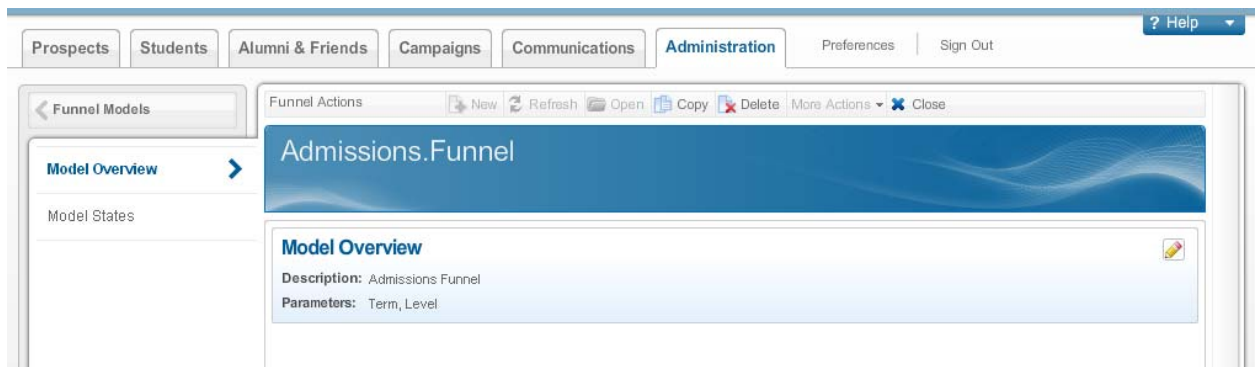 ? Help
Prospects Students Alumni & Friends Campaigns Communications Administration Preferences Sign Out
Funnel Models
Funnel Actions New Refresh Open Copy Delete More Actions Close
Admissions.Funnel
Model Overview
Model States
Model Overview
Description: Admissions Funnel
Parameters: Term, Level